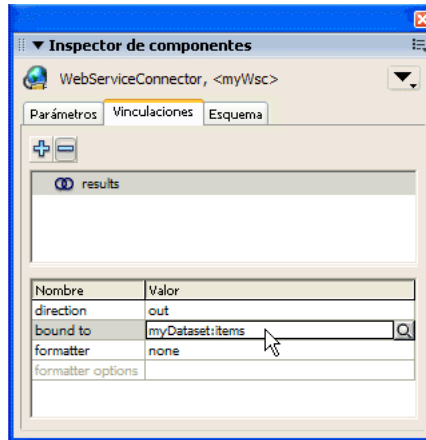 Inspector de componentes
WebServiceConnector, <myWsc>
Parámetros Vinculaciones Esquema
results
Nombre Valor
direction out
bound to myDataset:items
formatter none
formatter options